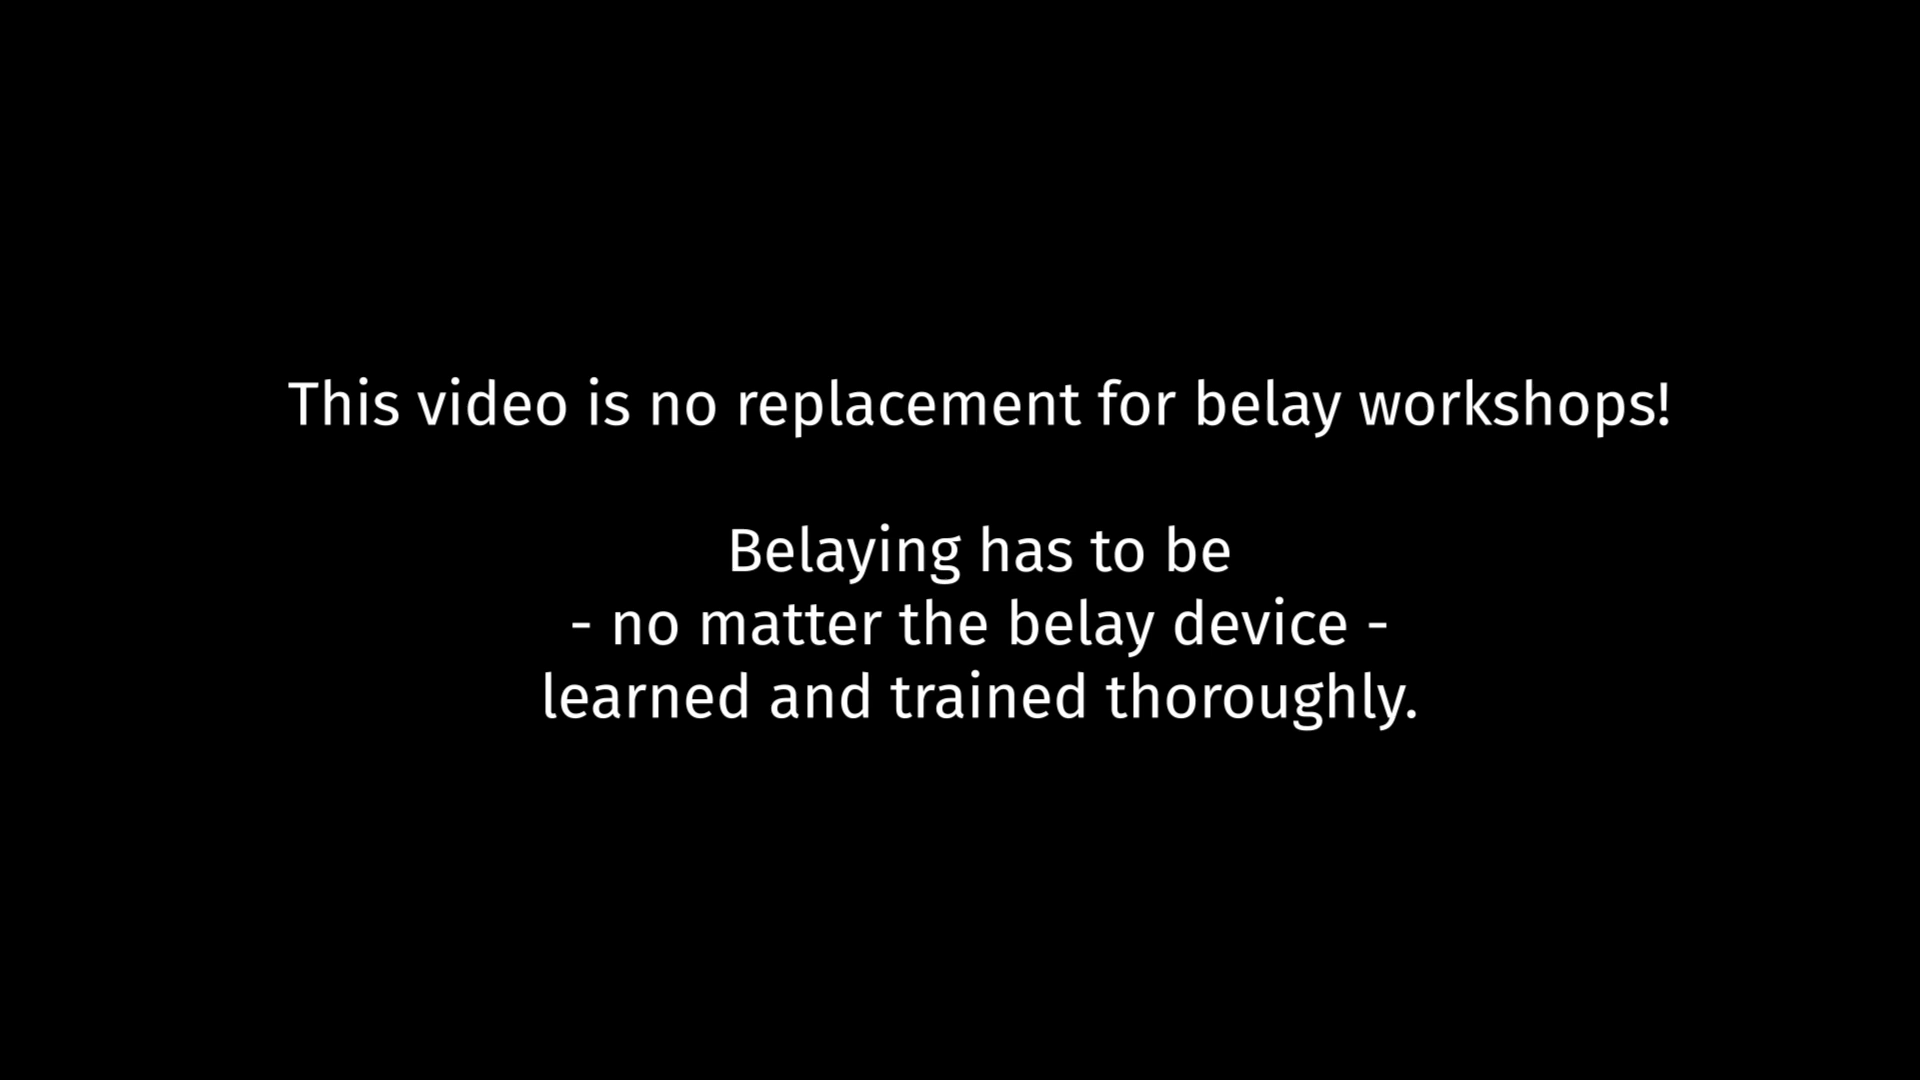 This video is no replacement for belay workshops!
Belaying has to be
- no matter the belay device -
learned and trained thoroughly.